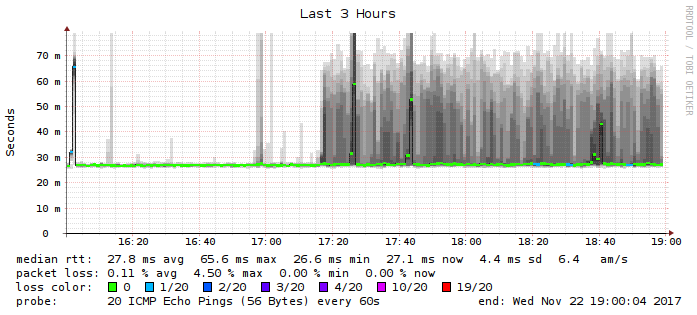 Last 3 Hours
RRDTOOL / TOBI OETIKER
Seconds
70 m
60 m
50 m
40 m
30 m
20 m
10 m
0
16:20 16:40 17:00 17:20 17:40 18:00 18:20 18:40 19:00
median rtt: 27.8 ms avg 65.6 ms max 26.6 ms min 27.1 ms now 4.4 ms sd 6.4 am/s
packet loss: 0.11 % avg 4.50 % max 0.00 % min 0.00 % now
loss color: 0 1/20 2/20 3/20 4/20 10/20 19/20
probe: 20 ICMP Echo Pings (56 Bytes) every 60s end: Wed Nov 22 19:00:04 2017